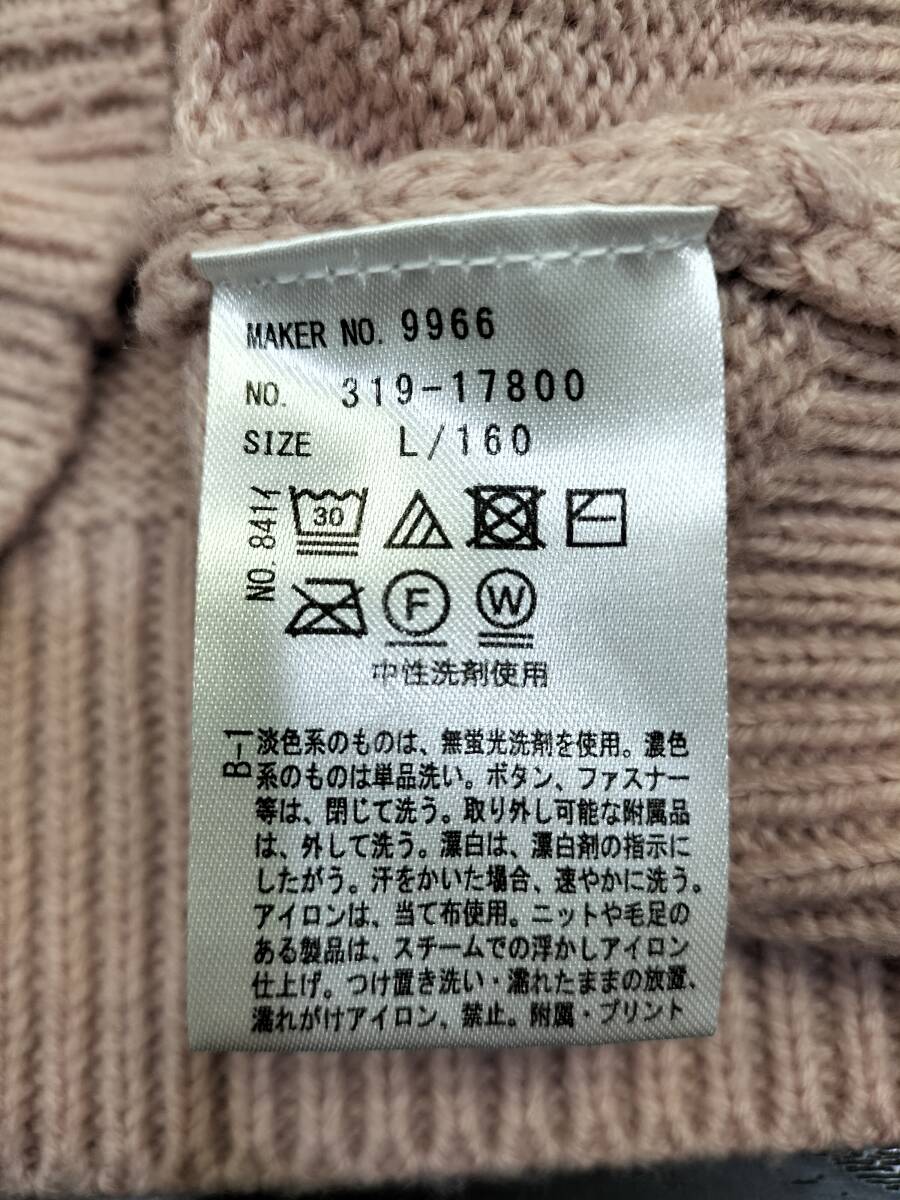 MAKER NO. 9966
NO. 319-17800
SIZE L/160
NO. 841イ
30
F W
中性洗剤使用
B-1
淡色系のものは、無蛍光洗剤を使用。濃色
系のものは単品洗い。ボタン、ファスナー
等は、閉じて洗う。取り外し可能な附属品
は、外して洗う。漂白は、漂白剤の指示に
したがう。汗をかいた場合、速やかに洗う。
アイロンは、当て布使用。ニットや毛足の
ある製品は、スチームでの浮かしアイロン
仕上げ。つけ置き洗い・濡れたままの放置、
濡れがけアイロン、禁止。附属・プリント